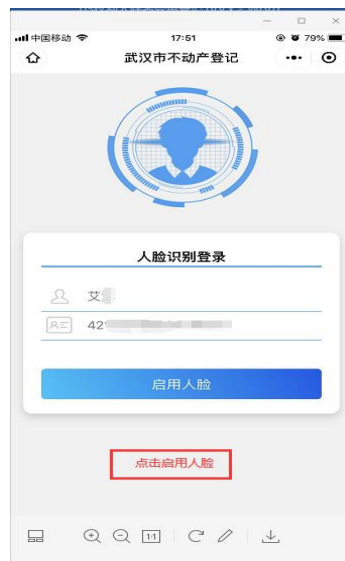 中国移动 17:51 79%
武汉市不动产登记
人脸识别登录
艾
42
启用人脸
点击启用人脸
1:1